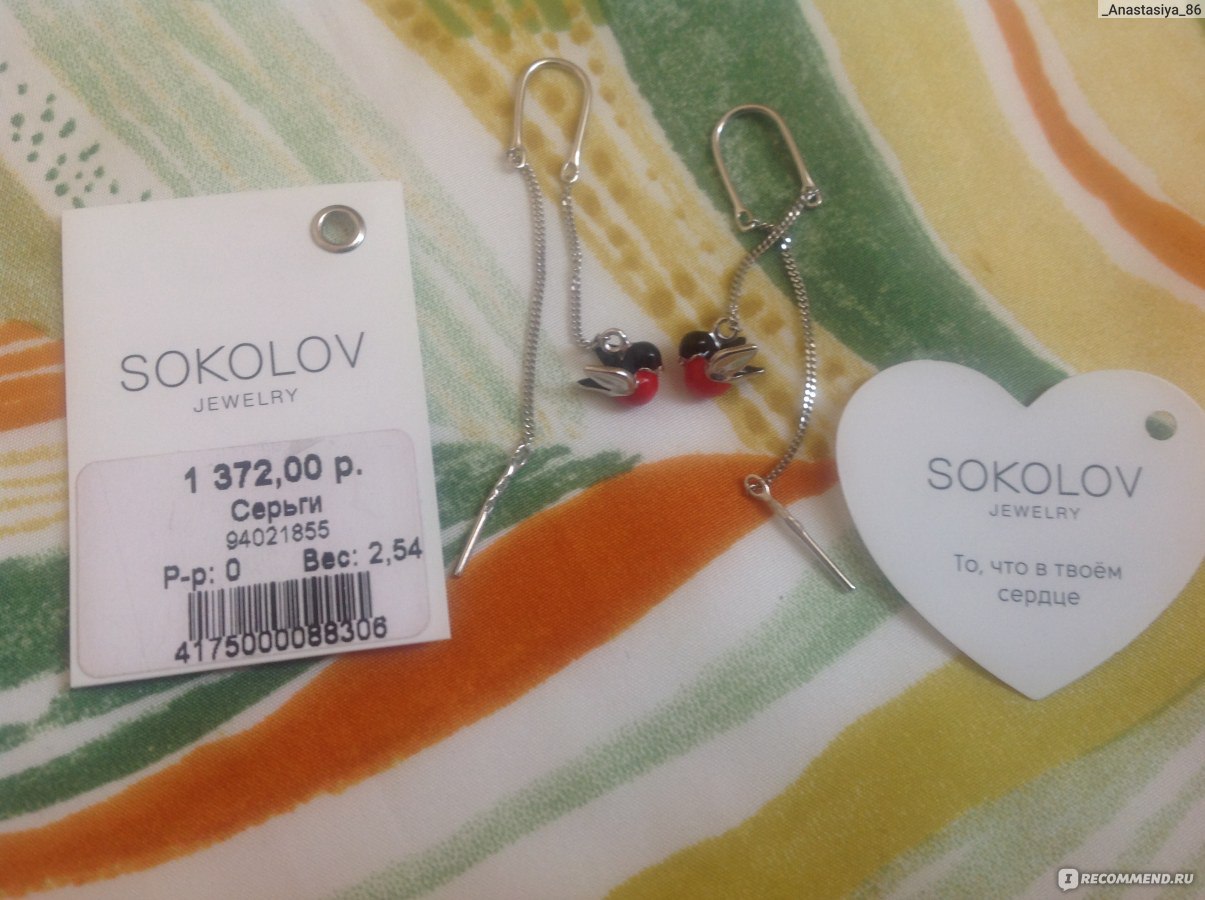 _Anastasiya_86
SOKOLOV
JEWELRY
1 372,00 р.
Серьги
94021855
Р-р: 0 Вес: 2,54
4175000088306
SOKOLOV
JEWELRY
То, что в твоём
сердце
IRECOMMEND.RU